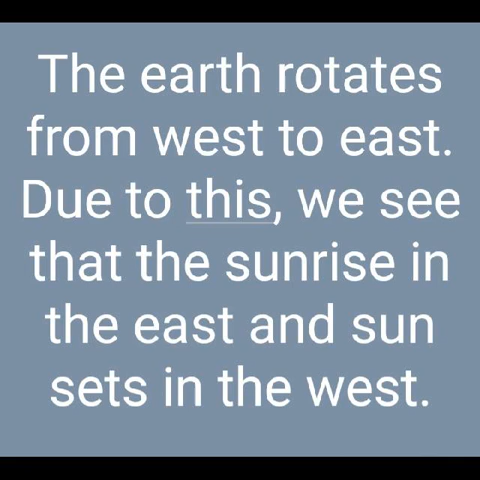 The earth rotates
from west to east.
Due to this, we see
that the sunrise in
the east and sun
sets in the west.